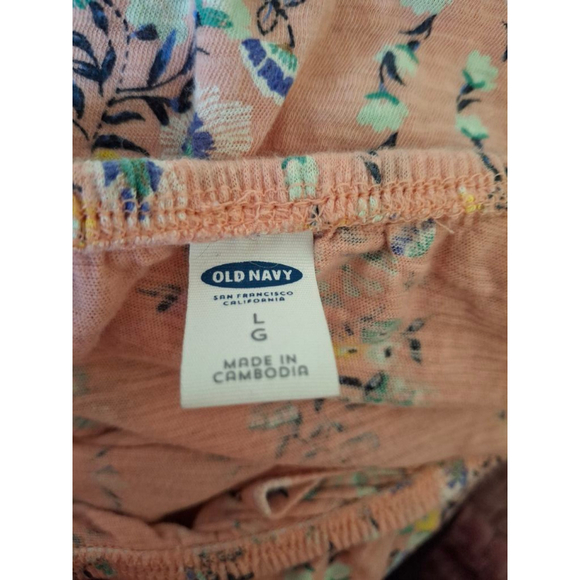 OLD NAVY
SAN FRANCISCO
CALIFORNIA
L
G
MADE IN
CAMBODIA